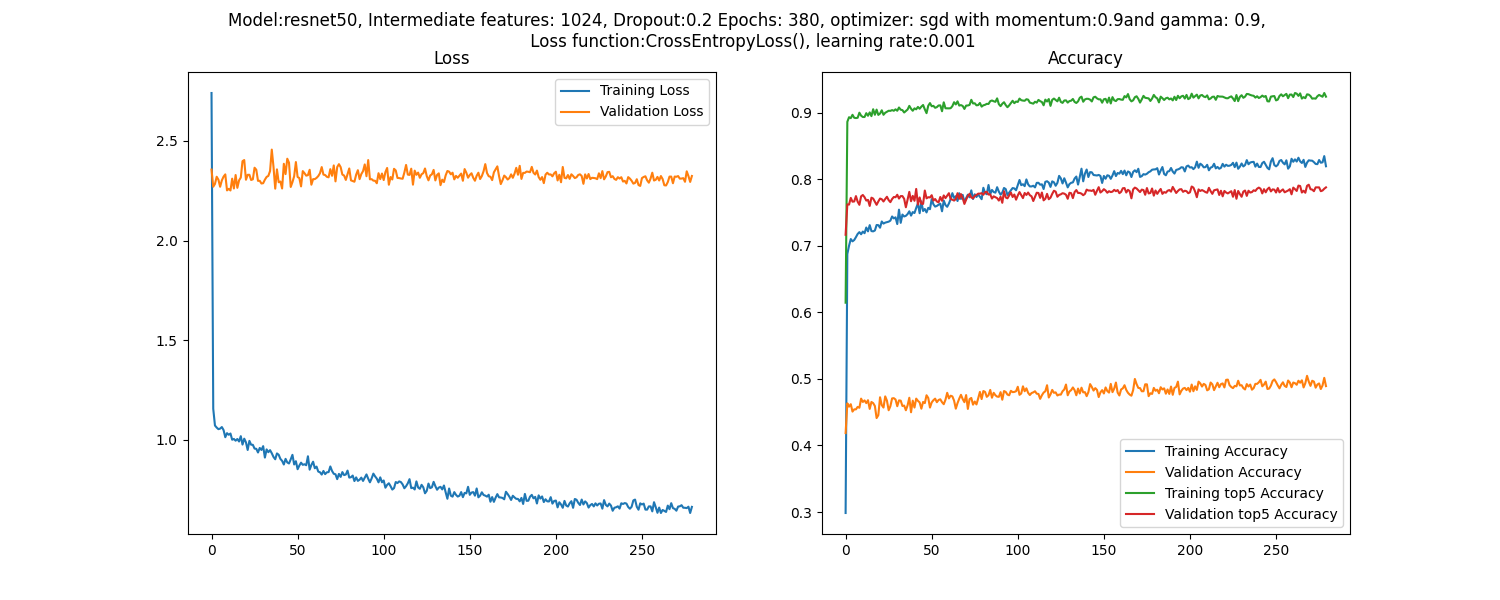 Model:resnet50, Intermediate features: 1024, Dropout:0.2 Epochs: 380, optimizer: sgd with momentum:0.9and gamma: 0.9,
Loss function:CrossEntropyLoss(), learning rate:0.001
Loss
Training Loss
Validation Loss
2.5
2.0
1.5
1.0
0
50
100
150
200
250
Accuracy
0.9
0.8
0.7
0.6
0.5
0.4
0.3
Training Accuracy
Validation Accuracy
Training top5 Accuracy
Validation top5 Accuracy
0
50
100
150
200
250